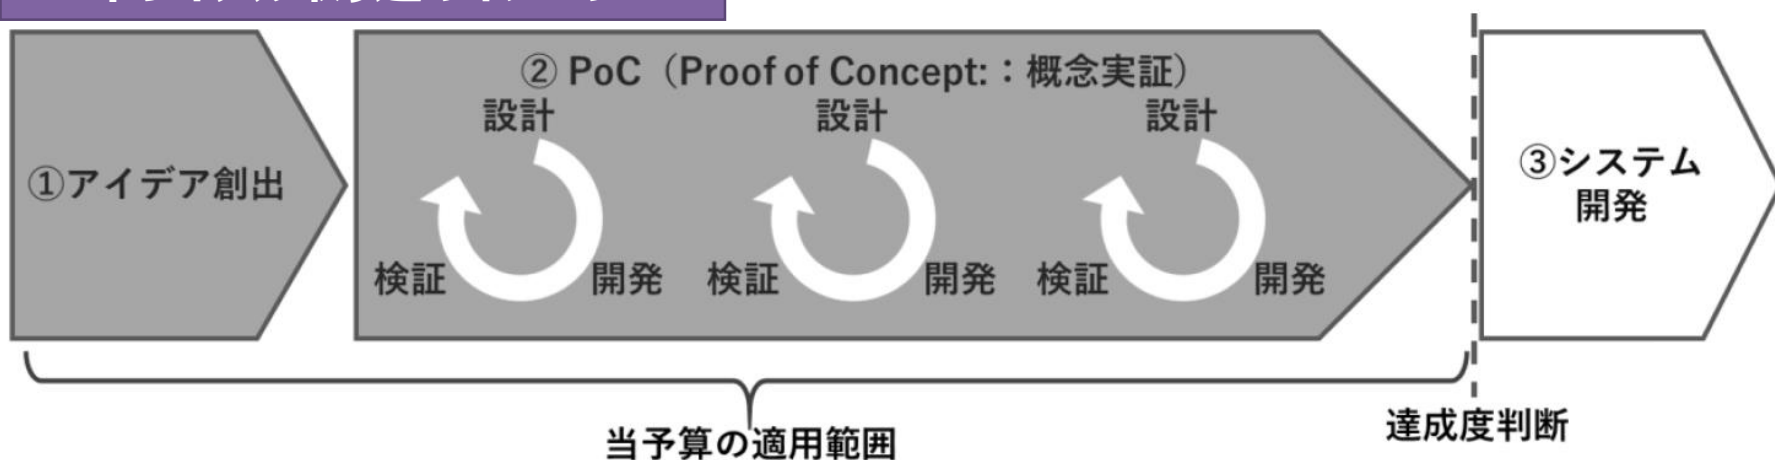 ② PoC（Proof of Concept:：概念実証）
設計
設計
設計
①アイデア創出
③システム
開発
検証
開発
検証
開発
検証
開発
当予算の適用範囲
達成度判断